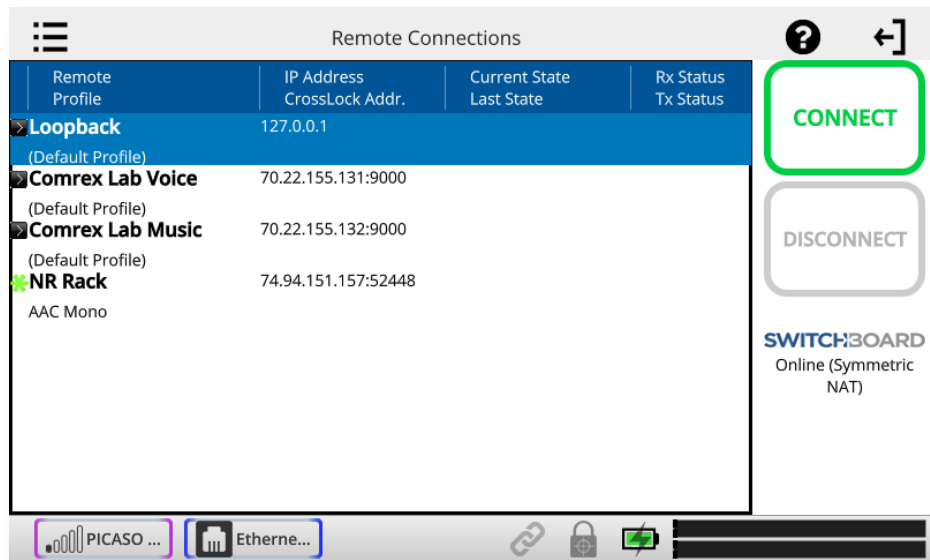 Remote Connections
Remote
Profile
IP Address
CrossLock Addr.
Current State
Last State
Rx Status
Tx Status
Loopback
127.0.0.1
(Default Profile)
Comrex Lab Voice
70.22.155.131:9000
(Default Profile)
Comrex Lab Music
70.22.155.132:9000
(Default Profile)
NR Rack
74.94.151.157:52448
AAC Mono
CONNECT
DISCONNECT
SWITCHBOARD
Online (Symmetric
NAT)
PICASO ...
Etherne...